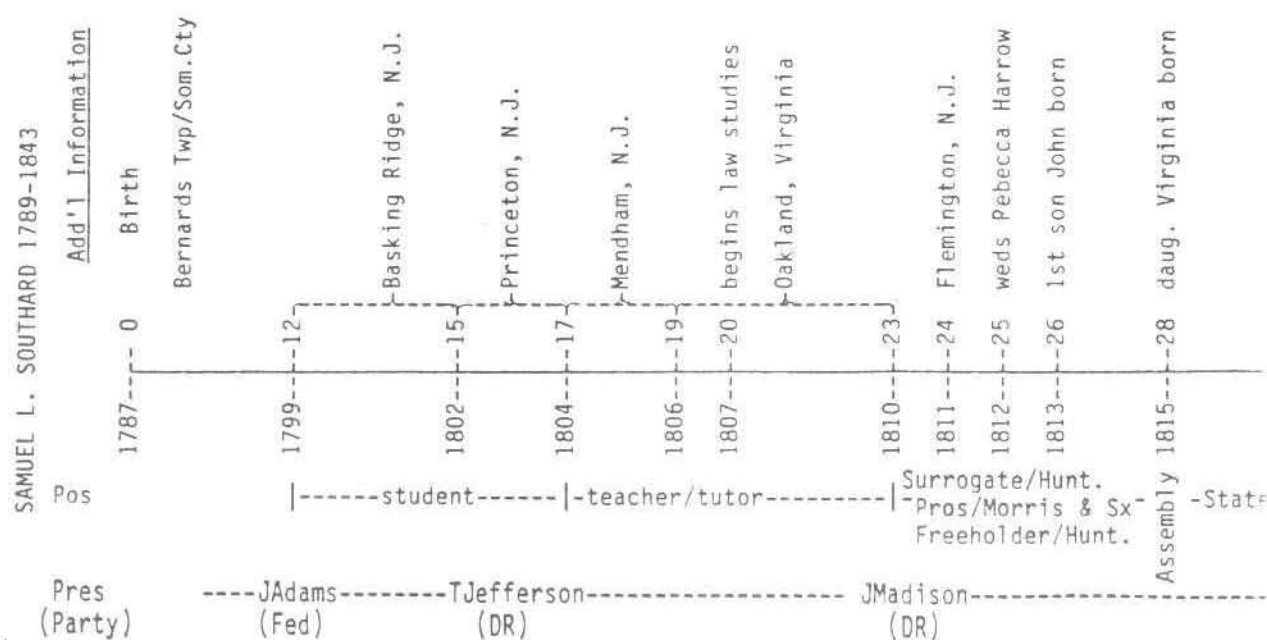 SAMUEL L. SOUTHARD 1789-1843
Add'l Information
Birth
Bernards Twp/Som.Cty
Basking Ridge, N.J.
Princeton, N.J.
Mendham, N.J.
begins law studies
Oakland, Virginia
Flemington, N.J.
weds Pebecca Harrow
1st son John born
daug. Virginia born
1787--- 0
1799----12
1802----15
1804----17
1806----19
1807----20
1810----23
1811----24
1812----25
1813----26
1815----28
Pos |------student------|-teacher/tutor---------|
Surrogate/Hunt.
Pros/Morris & Sx
Freeholder/Hunt.
Assembly
-State
Pres ----JAdams--------TJefferson------------------- JMadison----------------------
(Party) (Fed) (DR) (DR)